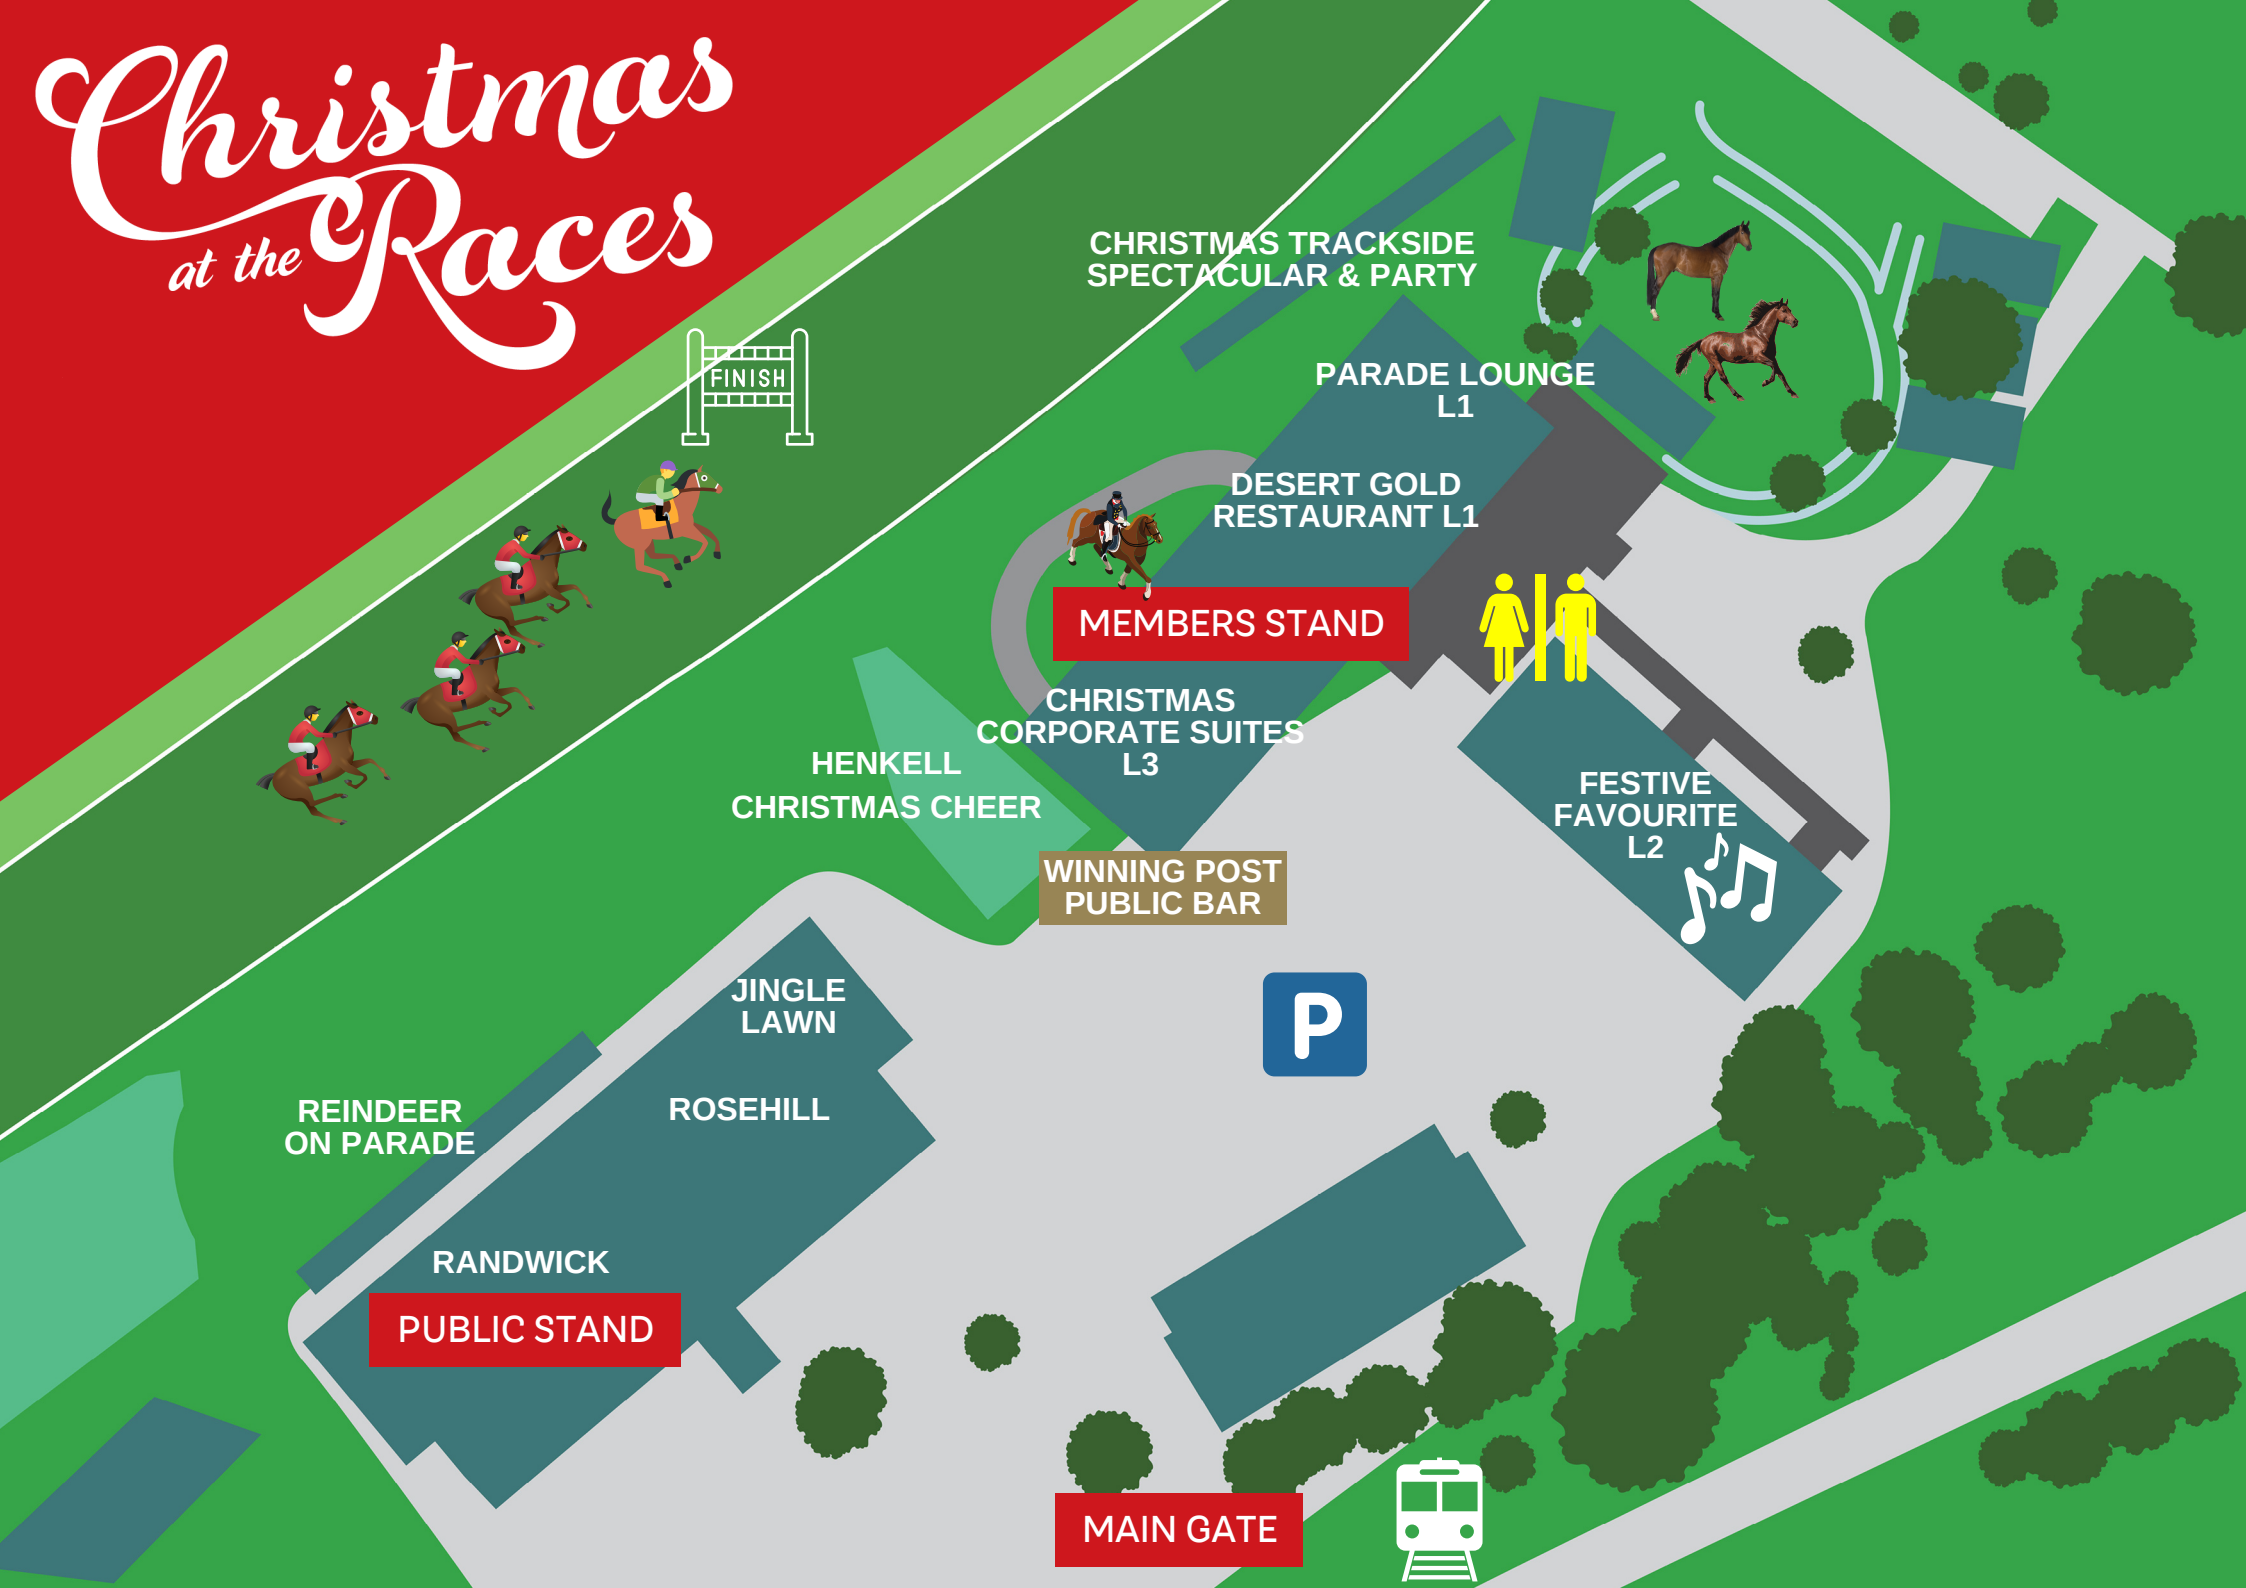 Christmas
at the Races
FINISH
CHRISTMAS TRACKSIDE
SPECTACULAR & PARTY
PARADE LOUNGE
L1
DESERT GOLD
RESTAURANT L1
MEMBERS STAND
CHRISTMAS
CORPORATE SUITES
L3
HENKELL
CHRISTMAS CHEER
FESTIVE
FAVOURITE
L2
WINNING POST
PUBLIC BAR
JINGLE
LAWN
P
ROSEHILL
REINDEER
ON PARADE
RANDWICK
PUBLIC STAND
MAIN GATE